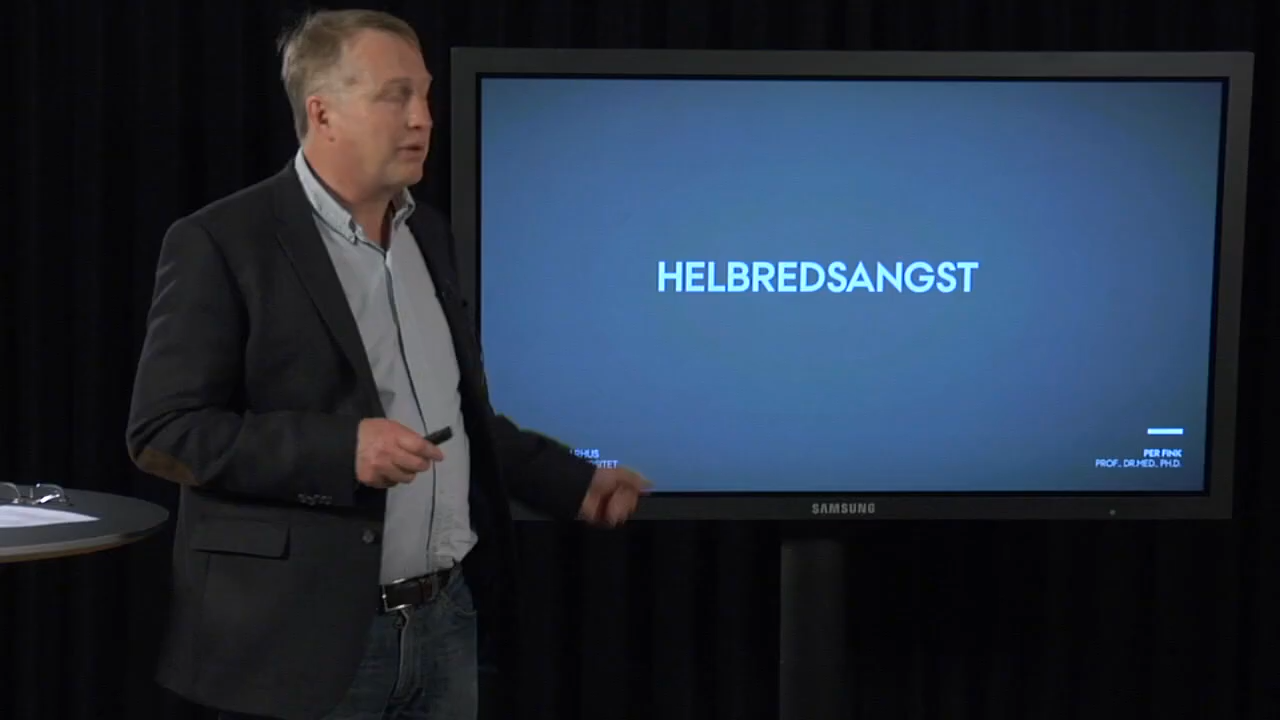 HELBREDSANGST
PER FINK
PROF., DR.MED., PH.D.
SAMSUNG